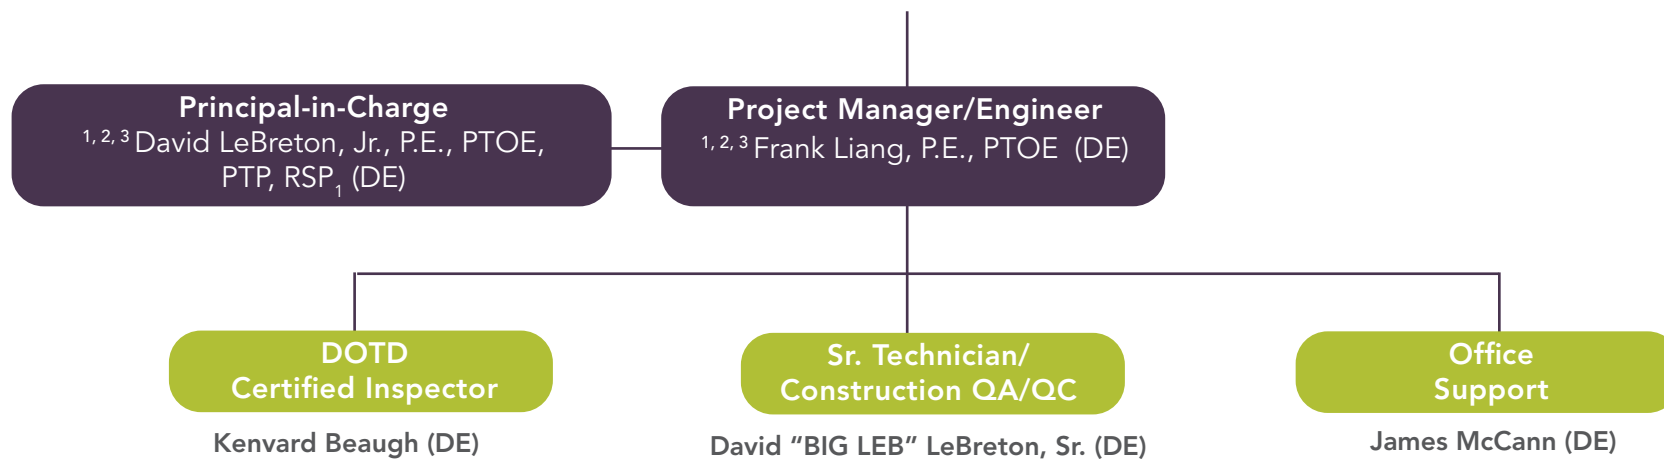 Principal-in-Charge
1, 2, 3 David LeBreton, Jr., P.E., PTOE,
PTP, RSP1 (DE)
Project Manager/Engineer
1, 2, 3 Frank Liang, P.E., PTOE (DE)
DOTD
Certified Inspector
Kenvard Beaugh (DE)
Sr. Technician/
Construction QA/QC
David “BIG LEB” LeBreton, Sr. (DE)
Office
Support
James McCann (DE)